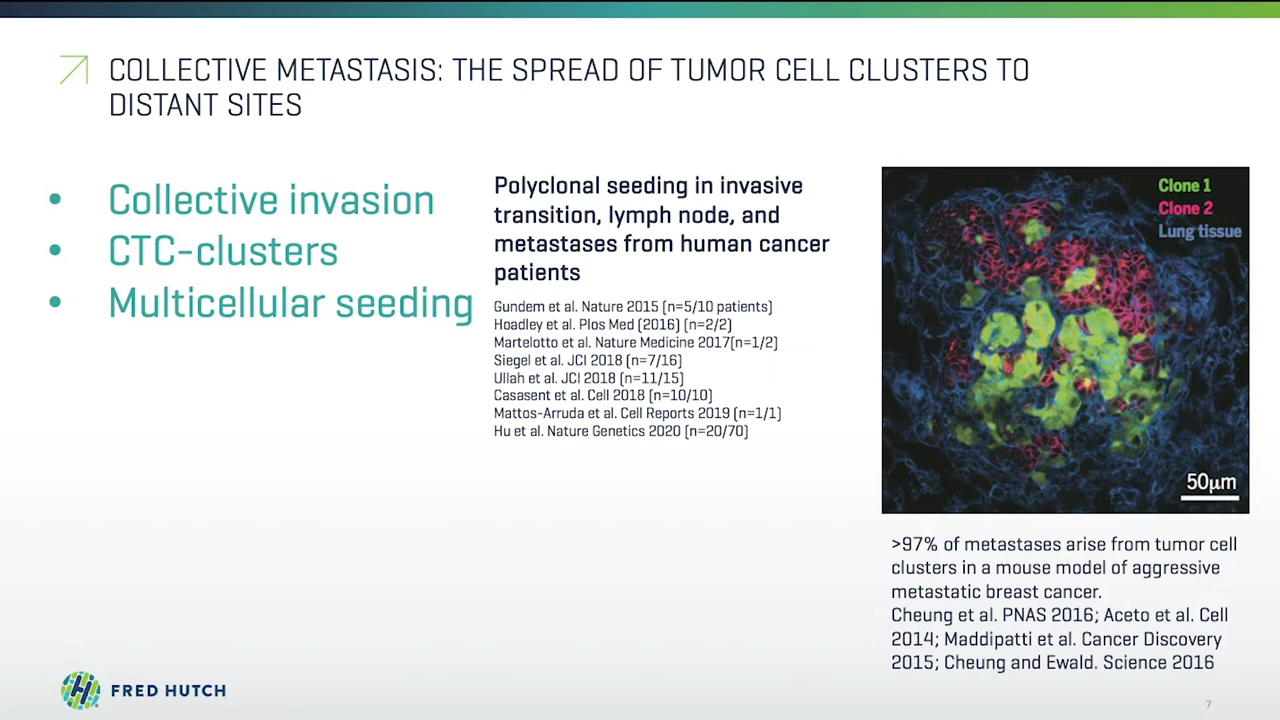 COLLECTIVE METASTASIS: THE SPREAD OF TUMOR CELL CLUSTERS TO
DISTANT SITES
• Collective invasion
• CTC-clusters
• Multicellular seeding
Polyclonal seeding in invasive
transition, lymph node, and
metastases from human cancer
patients
Gundem et al. Nature 2015 (n=5/10 patients)
Hoadley et al. Plos Med (2016) (n=2/2)
Martelotto et al. Nature Medicine 2017(n=1/2)
Siegel et al. JCI 2018 (n=7/16)
Ullah et al. JCI 2018 (n=11/15)
Casasent et al. Cell 2018 (n=10/10)
Mattos-Arruda et al. Cell Reports 2019 (n=1/1)
Hu et al. Nature Genetics 2020 (n=20/70)
Clone 1
Clone 2
Lung tissue
50μm
>97% of metastases arise from tumor cell
clusters in a mouse model of aggressive
metastatic breast cancer.
Cheung et al. PNAS 2016; Aceto et al. Cell
2014; Maddipatti et al. Cancer Discovery
2015; Cheung and Ewald. Science 2016
FRED HUTCH
7